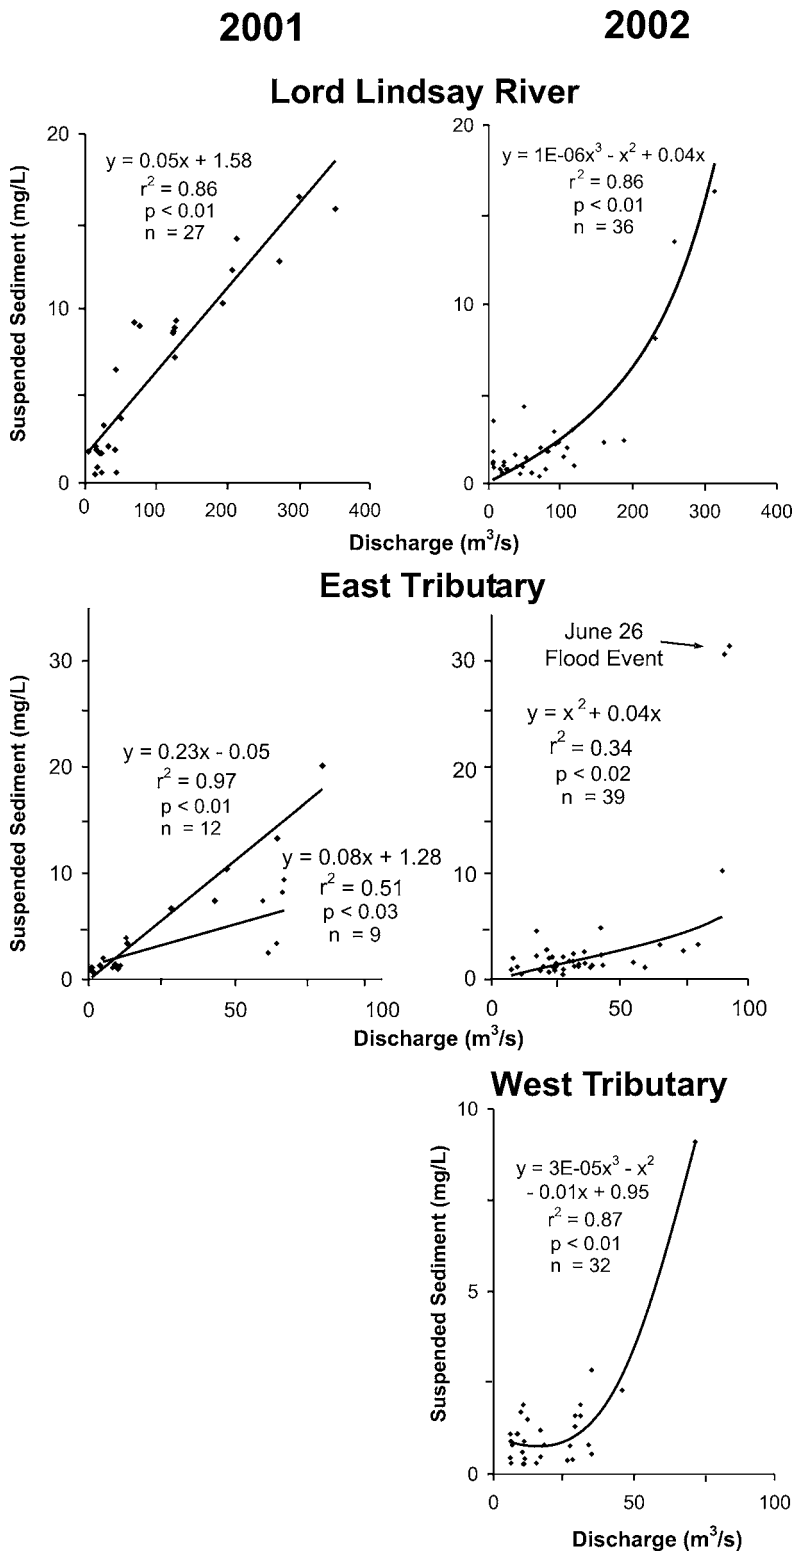 2001
2002
Lord Lindsay River
20
10
0
0
100
200
300
400
Suspended Sediment (mg/L)
y = 0.05x + 1.58
r² = 0.86
p < 0.01
n = 27
20
10
0
0
100
200
300
400
y = 1E-06x³ - x² + 0.04x
r² = 0.86
p < 0.01
n = 36
Discharge (m³/s)
East Tributary
30
20
10
0
0
50
100
Suspended Sediment (mg/L)
y = 0.23x - 0.05
r² = 0.97
p < 0.01
n = 12
y = 0.08x + 1.28
r² = 0.51
p < 0.03
n = 9
30
20
10
0
0
50
100
June 26
Flood Event
y = x² + 0.04x
r² = 0.34
p < 0.02
n = 39
Discharge (m³/s)
West Tributary
10
5
0
0
50
100
Suspended Sediment (mg/L)
y = 3E-05x³ - x²
- 0.01x + 0.95
r² = 0.87
p < 0.01
n = 32
Discharge (m³/s)